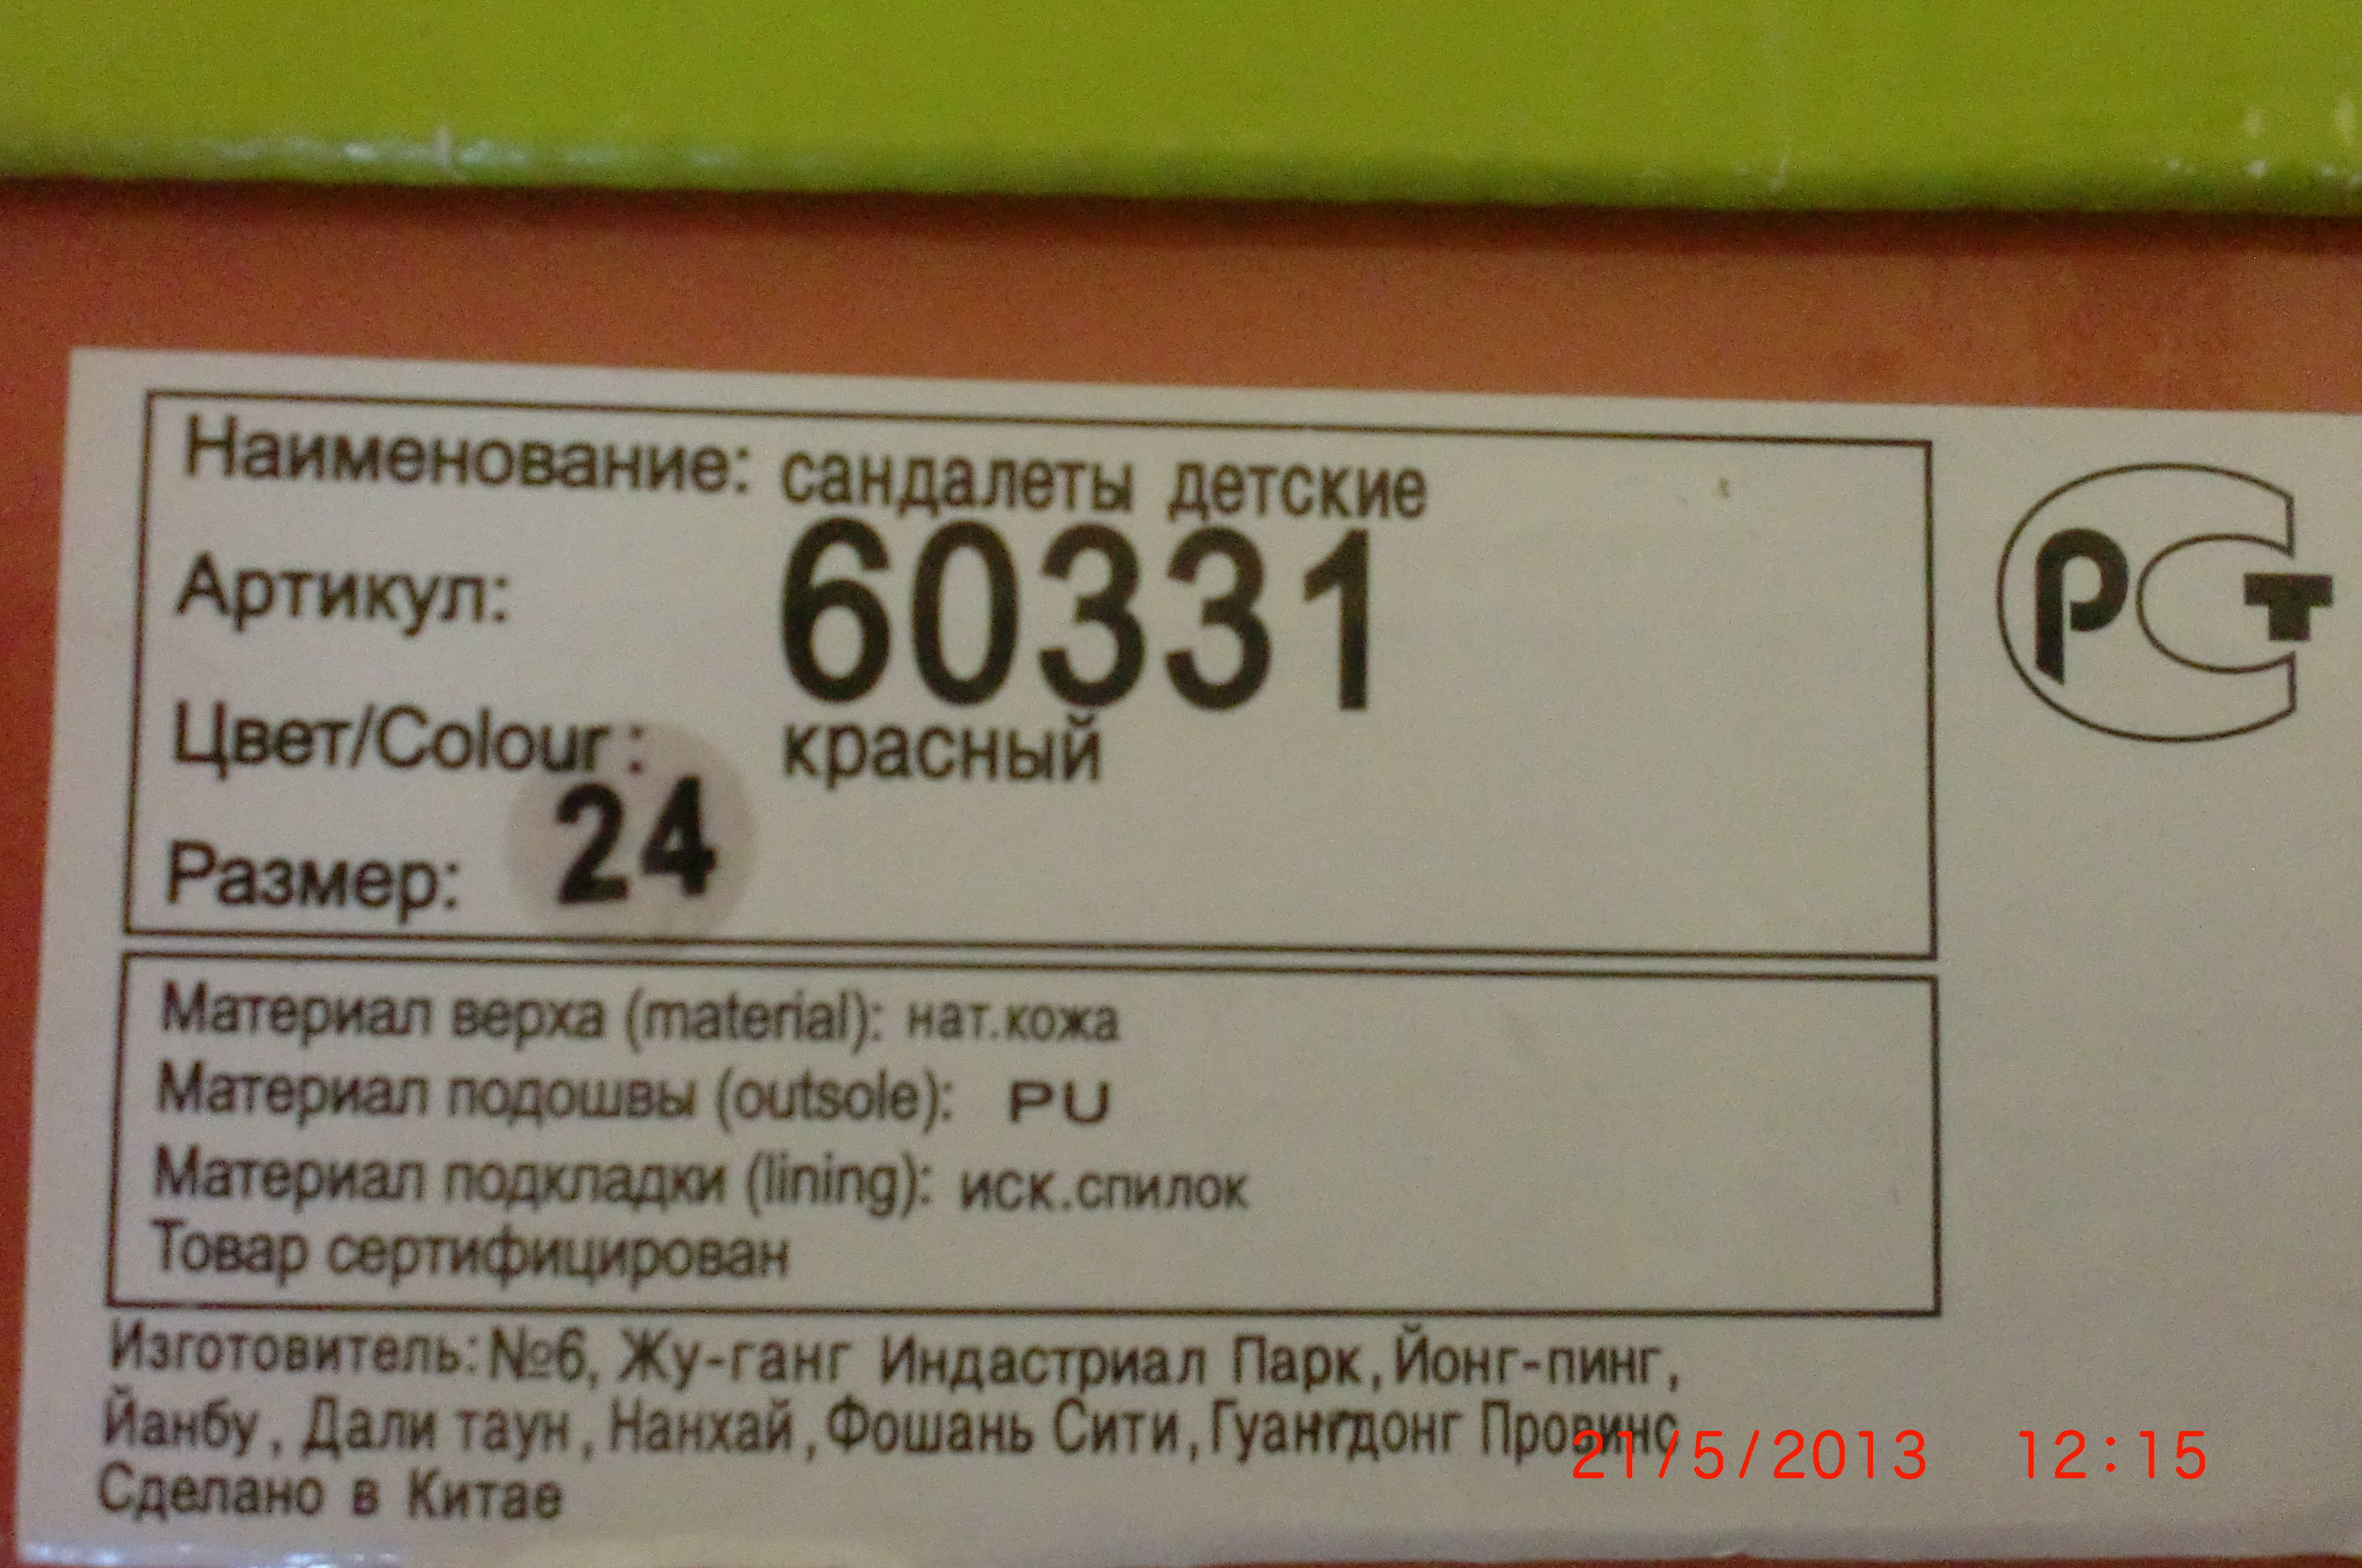 Наименование: сандалеты детские
Артикул: 60331
Цвет/Colour: красный
Размер: 24
РСТ
Материал верха (material): нат.кожа
Материал подошвы (outsole): PU
Материал подкладки (lining): иск.спилок
Товар сертифицирован
Изготовитель: №6, Жу-ганг Индастриал Парк, Йонг-пинг,
Йанбу, Дали таун, Нанхай, Фошань Сити, Гуангдонг Провинс
Сделано в Китае
21/5/2013 12:15